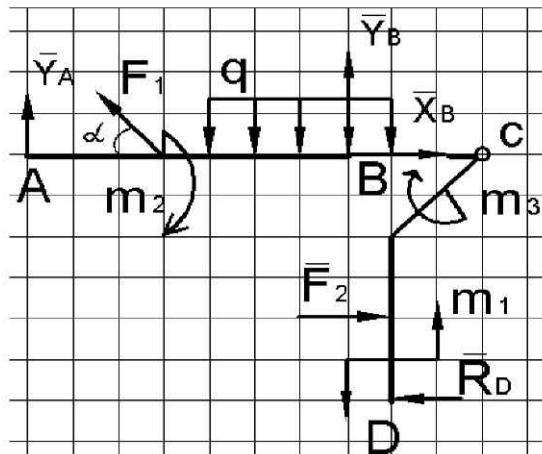 Y̅A F1 q Y̅B
α X̅B C
A m2 B m3
F̅2 m1
R̅D
D